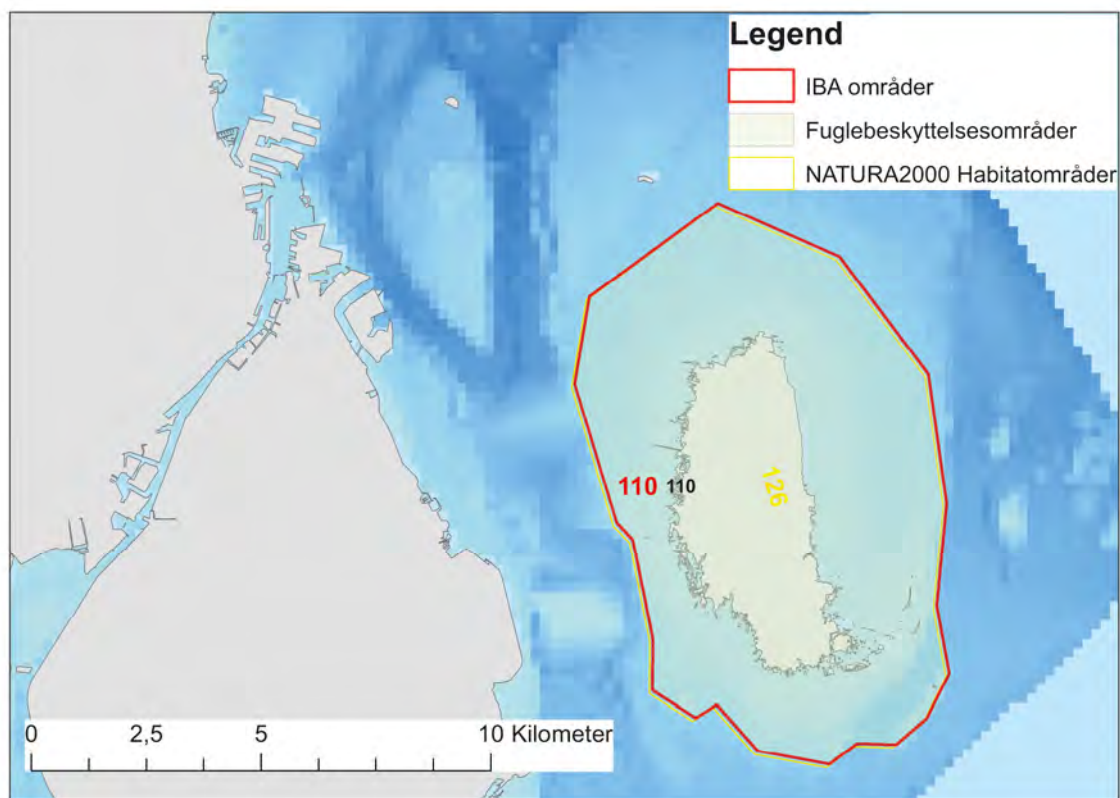 Legend
IBA områder
Fuglebeskyttelsesområder
NATURA2000 Habitatområder
110
110
126
0
2,5
5
10 Kilometer